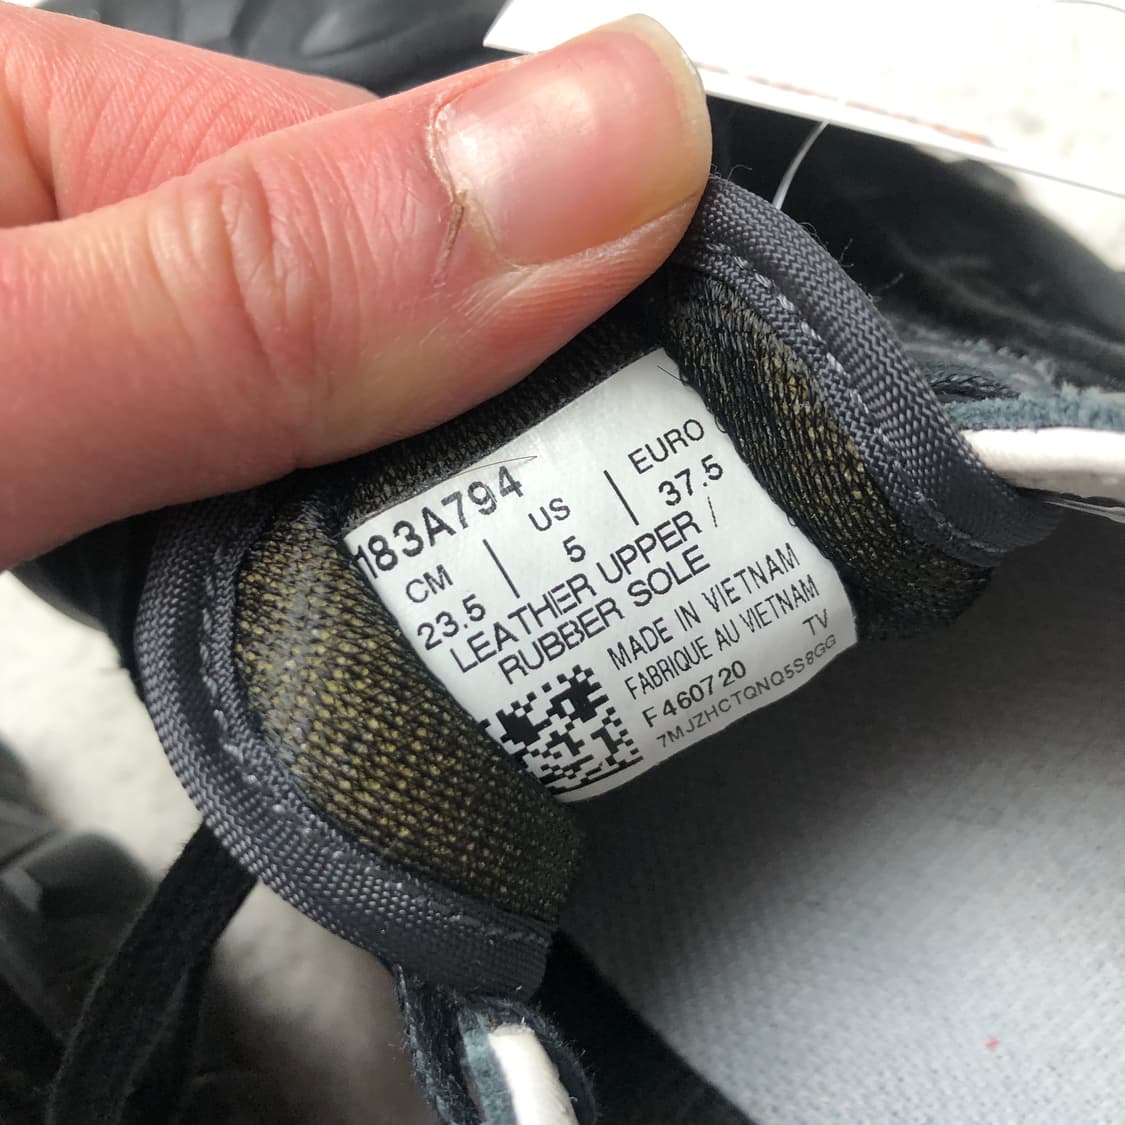 183A794
CM | US | EURO
23.5 | 5 | 37.5
LEATHER UPPER /
RUBBER SOLE
MADE IN VIETNAM
FABRIQUE AU VIETNAM
TV
F460720
7MJZHCTQNQ5S8GG